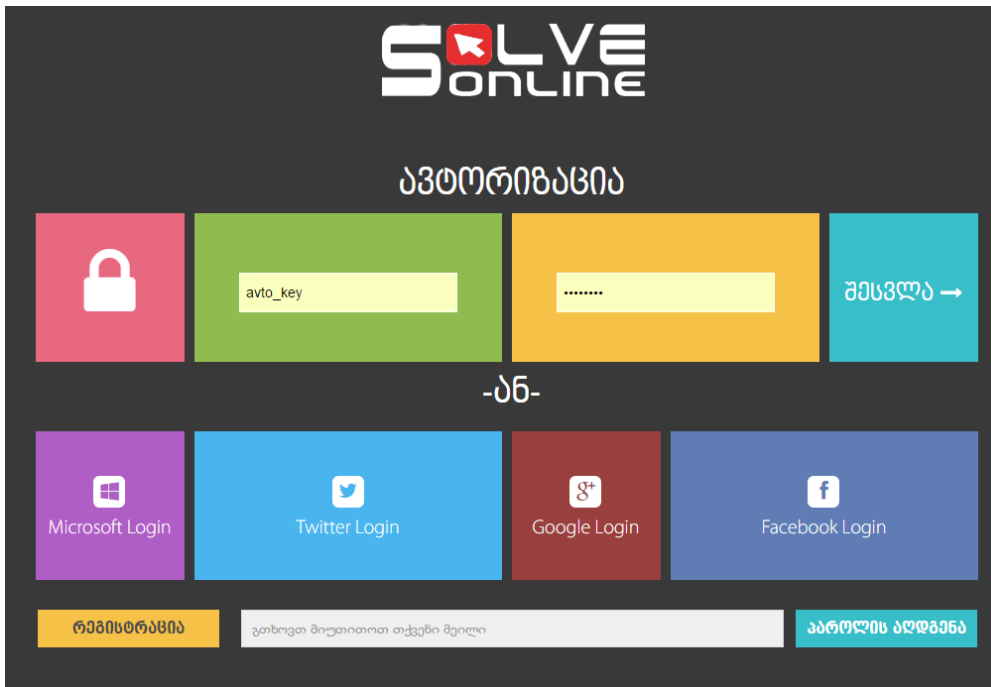 SOLVE
ONLINE
ავტორიზაცია
avto_key
••••••••
შესვლა →
-ან-
Microsoft Login
Twitter Login
g+
Google Login
f
Facebook Login
რეგისტრაცია
გთხოვთ მიუთითოთ თქვენი მეილი
პაროლის აღდგენა